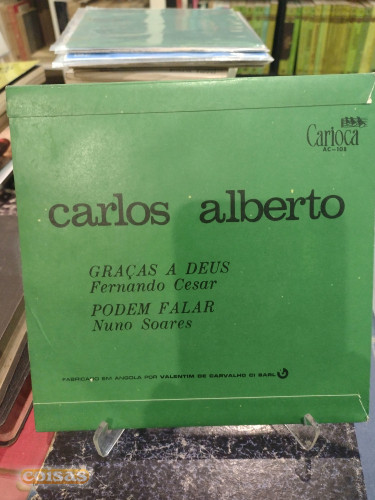 Carioca
AC-108
carlos alberto
GRAÇAS A DEUS
Fernando Cesar
PODEM FALAR
Nuno Soares
FABRICADO EM ANGOLA POR VALENTIM DE CARVALHO CI SARL
COISAS